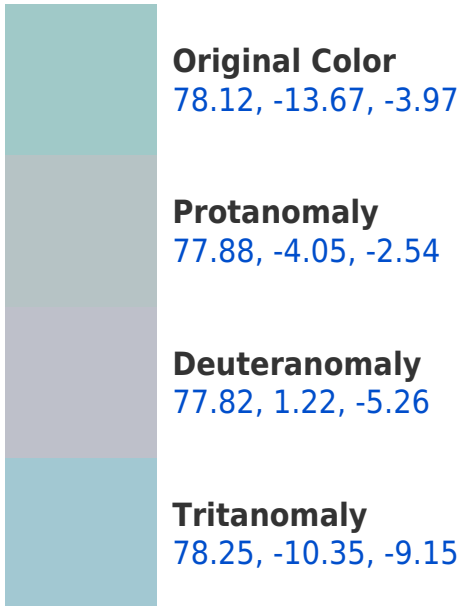 Original Color
78.12, -13.67, -3.97
Protanomaly
77.88, -4.05, -2.54
Deuteranomaly
77.82, 1.22, -5.26
Tritanomaly
78.25, -10.35, -9.15